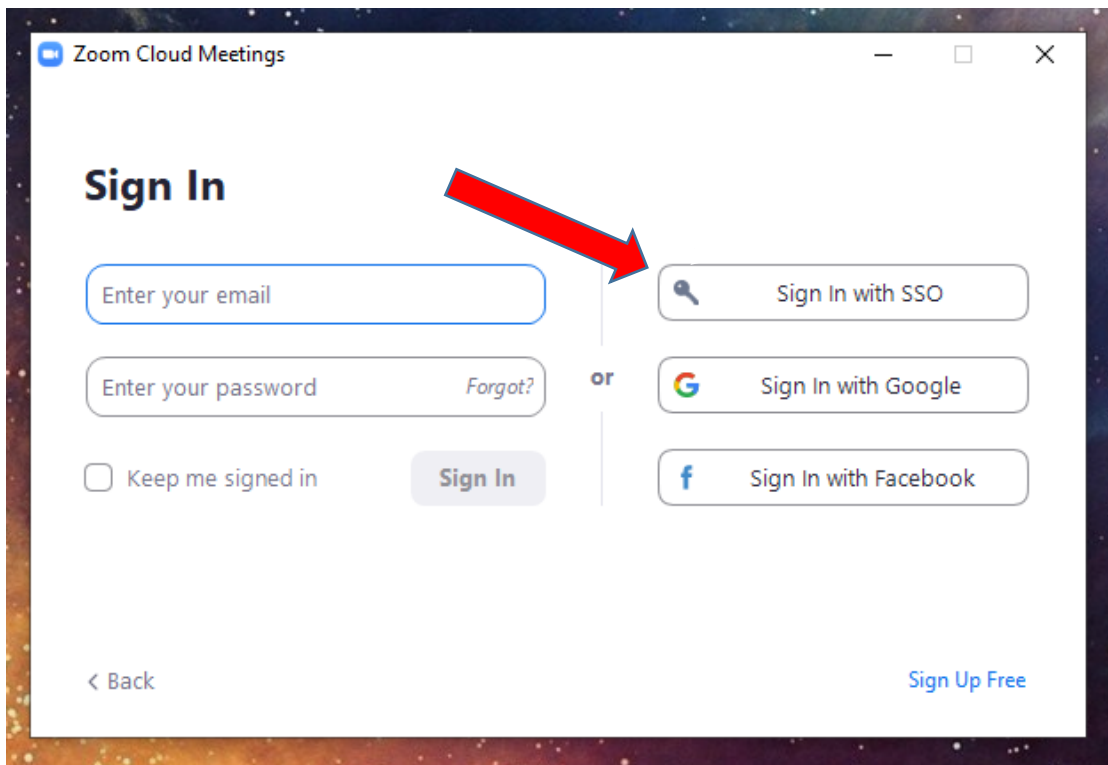 Zoom Cloud Meetings
Sign In
Enter your email
Enter your password Forgot?
Keep me signed in Sign In
or
Sign In with SSO
Sign In with Google
Sign In with Facebook
< Back
Sign Up Free